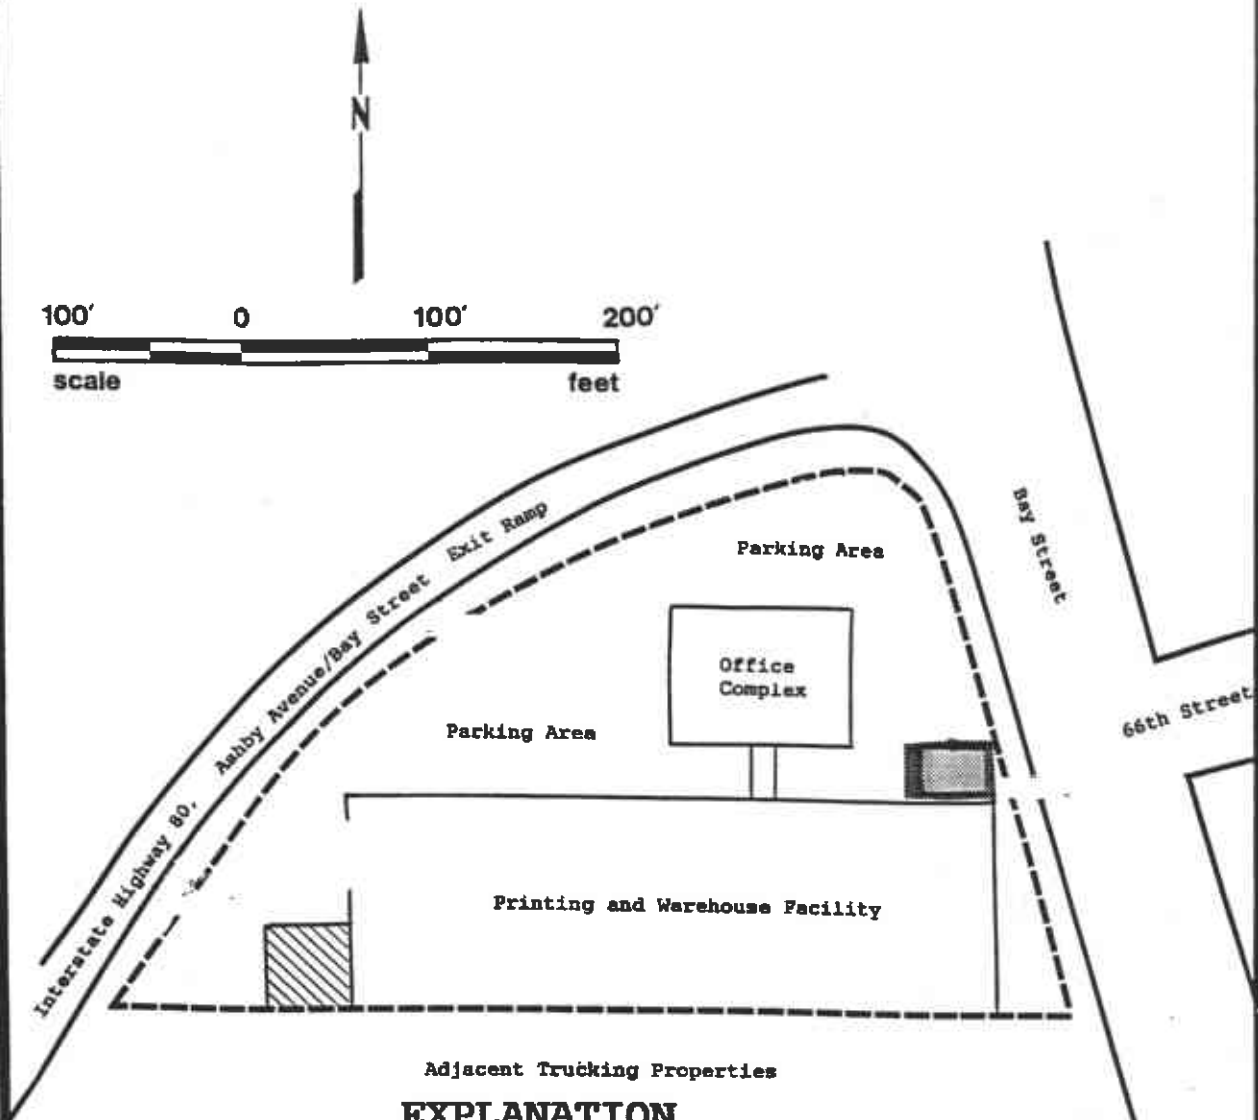 N
100' 0 100' 200'
scale feet
Interstate Highway 80, Ashby Avenue/Bay Street Exit Ramp
Bay Street
Parking Area
Office
Complex
66th Street
Parking Area
Printing and Warehouse Facility
Adjacent Trucking Properties
EXPLANATION